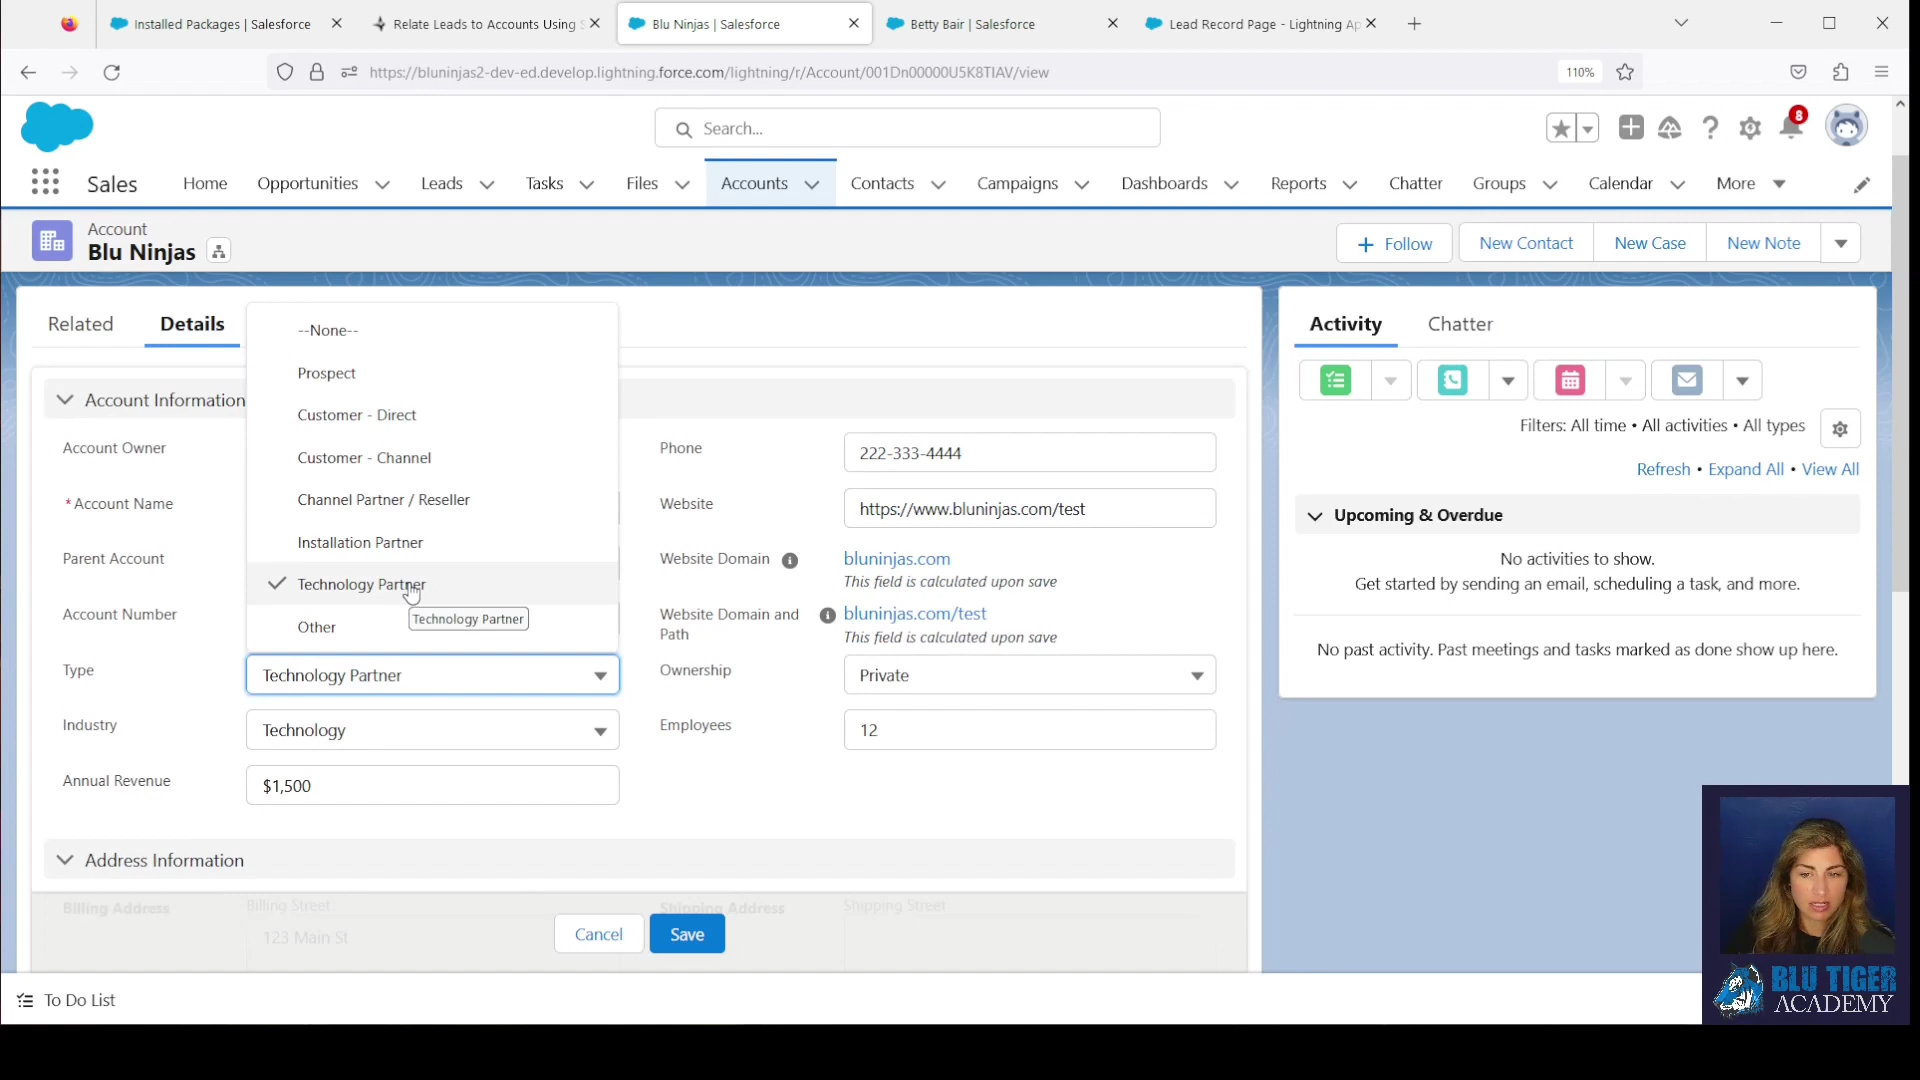 Installed Packages | Salesforce
Relate Leads to Accounts Using S
Blu Ninjas | Salesforce
Betty Bair | Salesforce
Lead Record Page - Lightning Ap
https://bluninjas2-dev-ed.develop.lightning.force.com/lightning/r/Account/001Dn00000U5K8TIAV/view
110%
Search...
8
Sales
Home
Opportunities
Leads
Tasks
Files
Accounts
Contacts
Campaigns
Dashboards
Reports
Chatter
Groups
Calendar
More
Account
Blu Ninjas
Follow
New Contact
New Case
New Note
Related
Details
--None--
Prospect
Customer - Direct
Customer - Channel
Channel Partner / Reseller
Installation Partner
Technology Partner
Technology Partner
Other
Account Information
Account Owner
*Account Name
Parent Account
Account Number
Type
Technology Partner
Industry
Technology
Annual Revenue
$1,500
Phone
222-333-4444
Website
https://www.bluninjas.com/test
Website Domain
bluninjas.com
This field is calculated upon save
Website Domain and
Path
bluninjas.com/test
This field is calculated upon save
Ownership
Private
Employees
12
Address Information
Billing Address
Billing Street
123 Main St
Shipping Address
Shipping Street
Cancel
Save
Activity
Chatter
Filters: All time • All activities • All types
Refresh • Expand All • View All
Upcoming & Overdue
No activities to show.
Get started by sending an email, scheduling a task, and more.
No past activity. Past meetings and tasks marked as done show up here.
To Do List
BLU TIGER
ACADEMY